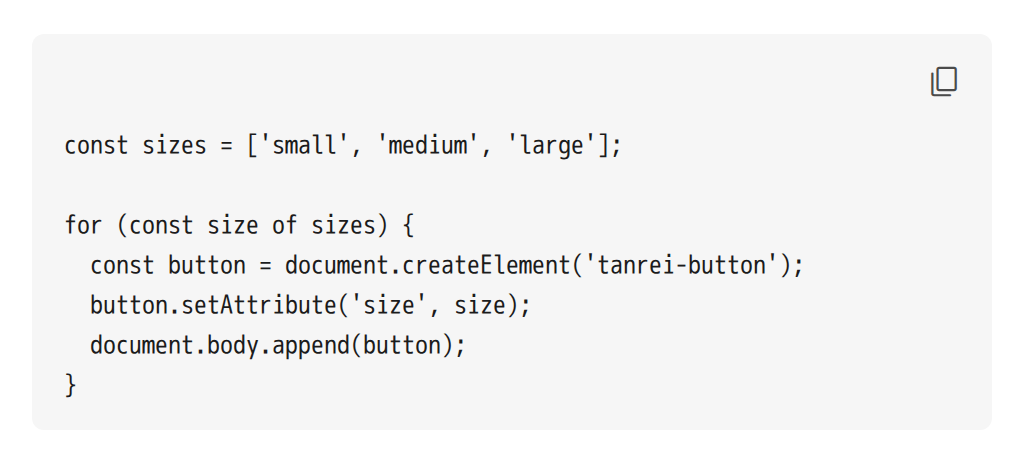 const sizes = ['small', 'medium', 'large'];

for (const size of sizes) {
  const button = document.createElement('tanrei-button');
  button.setAttribute('size', size);
  document.body.append(button);
}